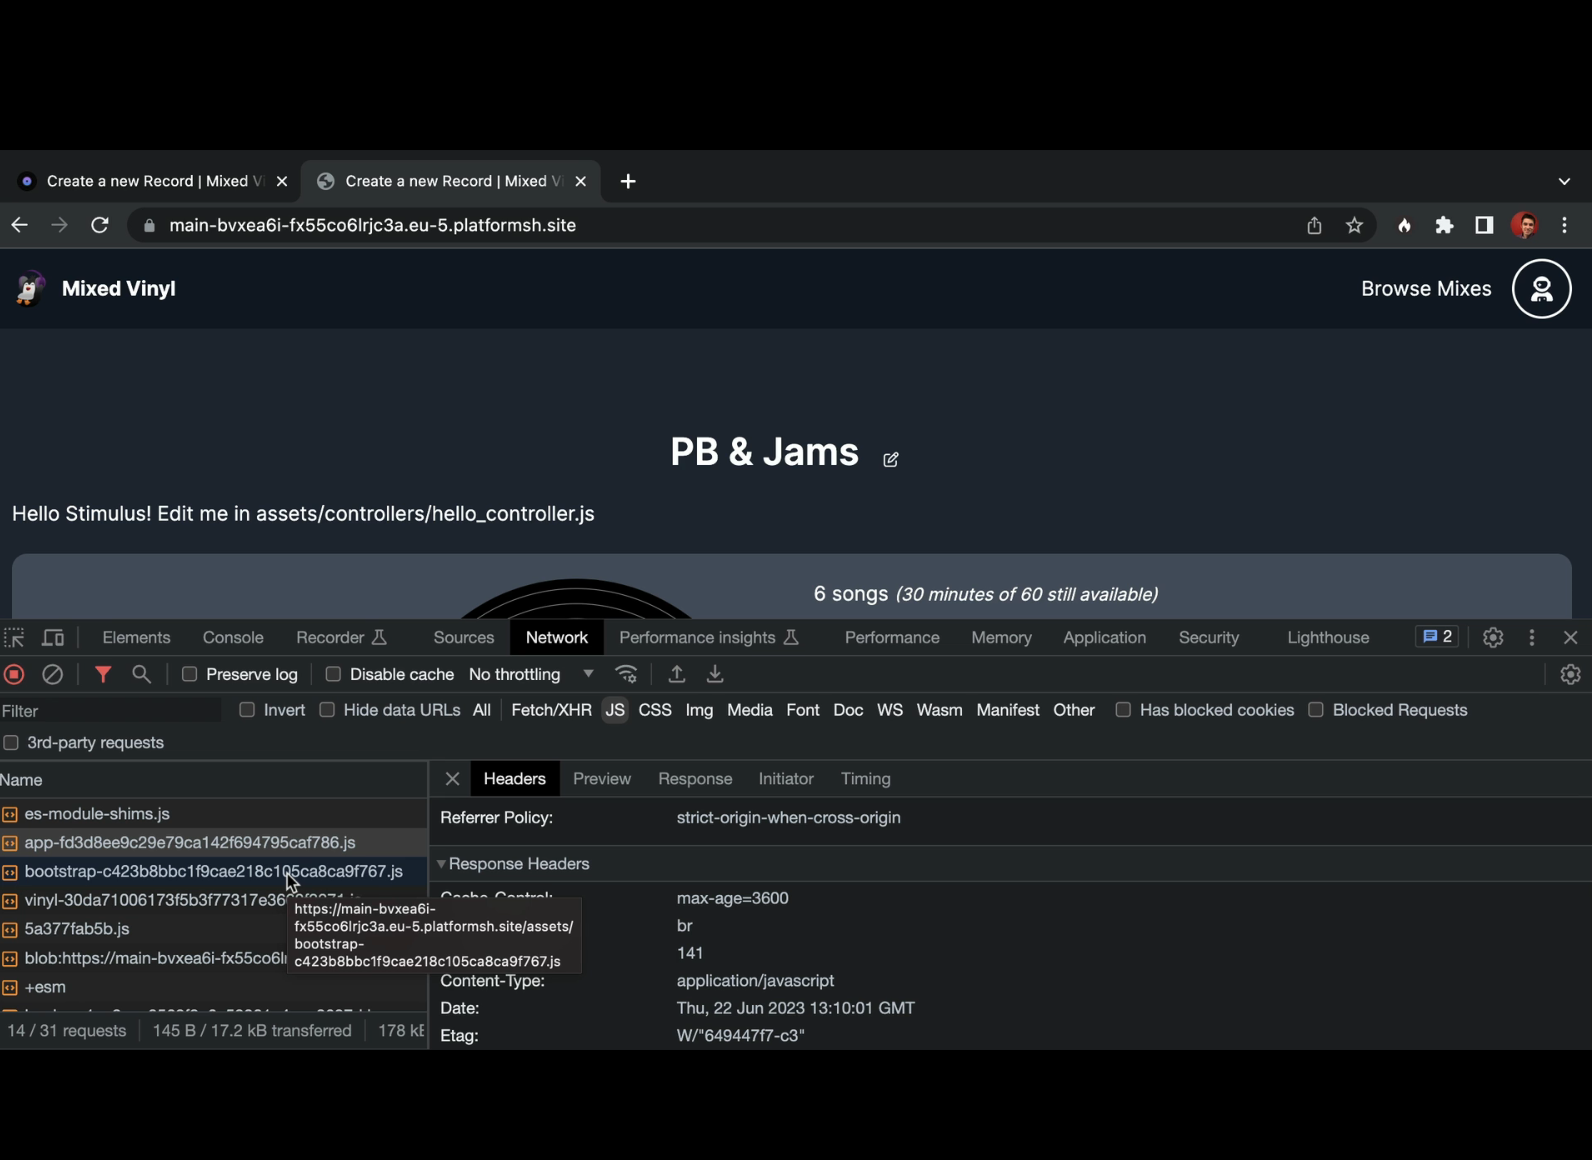 Create a new Record | Mixed Vi
Create a new Record | Mixed Vi
main-bvxea6i-fx55co6lrjc3a.eu-5.platformsh.site
Mixed Vinyl
Browse Mixes
PB & Jams
Hello Stimulus! Edit me in assets/controllers/hello_controller.js
6 songs (30 minutes of 60 still available)
Elements Console Recorder Sources Network Performance insights Performance Memory Application Security Lighthouse 2
Preserve log Disable cache No throttling
Filter Invert Hide data URLs All Fetch/XHR JS CSS Img Media Font Doc WS Wasm Manifest Other Has blocked cookies Blocked Requests
3rd-party requests
Name
es-module-shims.js
app-fd3d8ee9c29e79ca142f694795caf786.js
bootstrap-c423b8bbc1f9cae218c105ca8ca9f767.js
vinyl-30da71006173f5b3f77317e36
5a377fab5b.js
blob:https://main-bvxea6i-fx55co6lr
+esm
14 / 31 requests 145 B / 17.2 kB transferred 178 kB
https://main-bvxea6i-
fx55co6lrjc3a.eu-5.platformsh.site/assets/
bootstrap-
c423b8bbc1f9cae218c105ca8ca9f767.js
Headers Preview Response Initiator Timing
Referrer Policy: strict-origin-when-cross-origin
Response Headers
Cache-Control: max-age=3600
br
141
Content-Type: application/javascript
Date: Thu, 22 Jun 2023 13:10:01 GMT
Etag: W/"649447f7-c3"